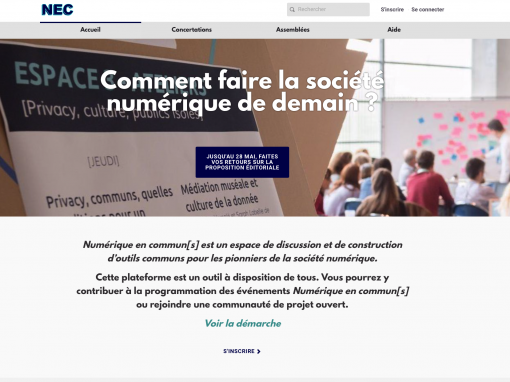 NEC
Rechercher
S'inscrire
Se connecter
Accueil
Concertations
Assemblées
Aide
ESPACE ATELIERS
[Privacy, culture, publics isolés]
[JEUDI]
Privacy, communs, quelles
Médiation muséale et
culture de la donnée
Comment faire la société
numérique de demain ?
JUSQU'AU 28 MAI, FAITES
VOS RETOURS SUR LA
PROPOSITION ÉDITORIALE
Numérique en commun[s] est un espace de discussion et de construction
d'outils communs pour les pionniers de la société numérique.
Cette plateforme est un outil à disposition de tous. Vous pourrez y
contribuer à la programmation des événements Numérique en commun[s]
ou rejoindre une communauté de projet ouvert.
Voir la démarche
S'INSCRIRE